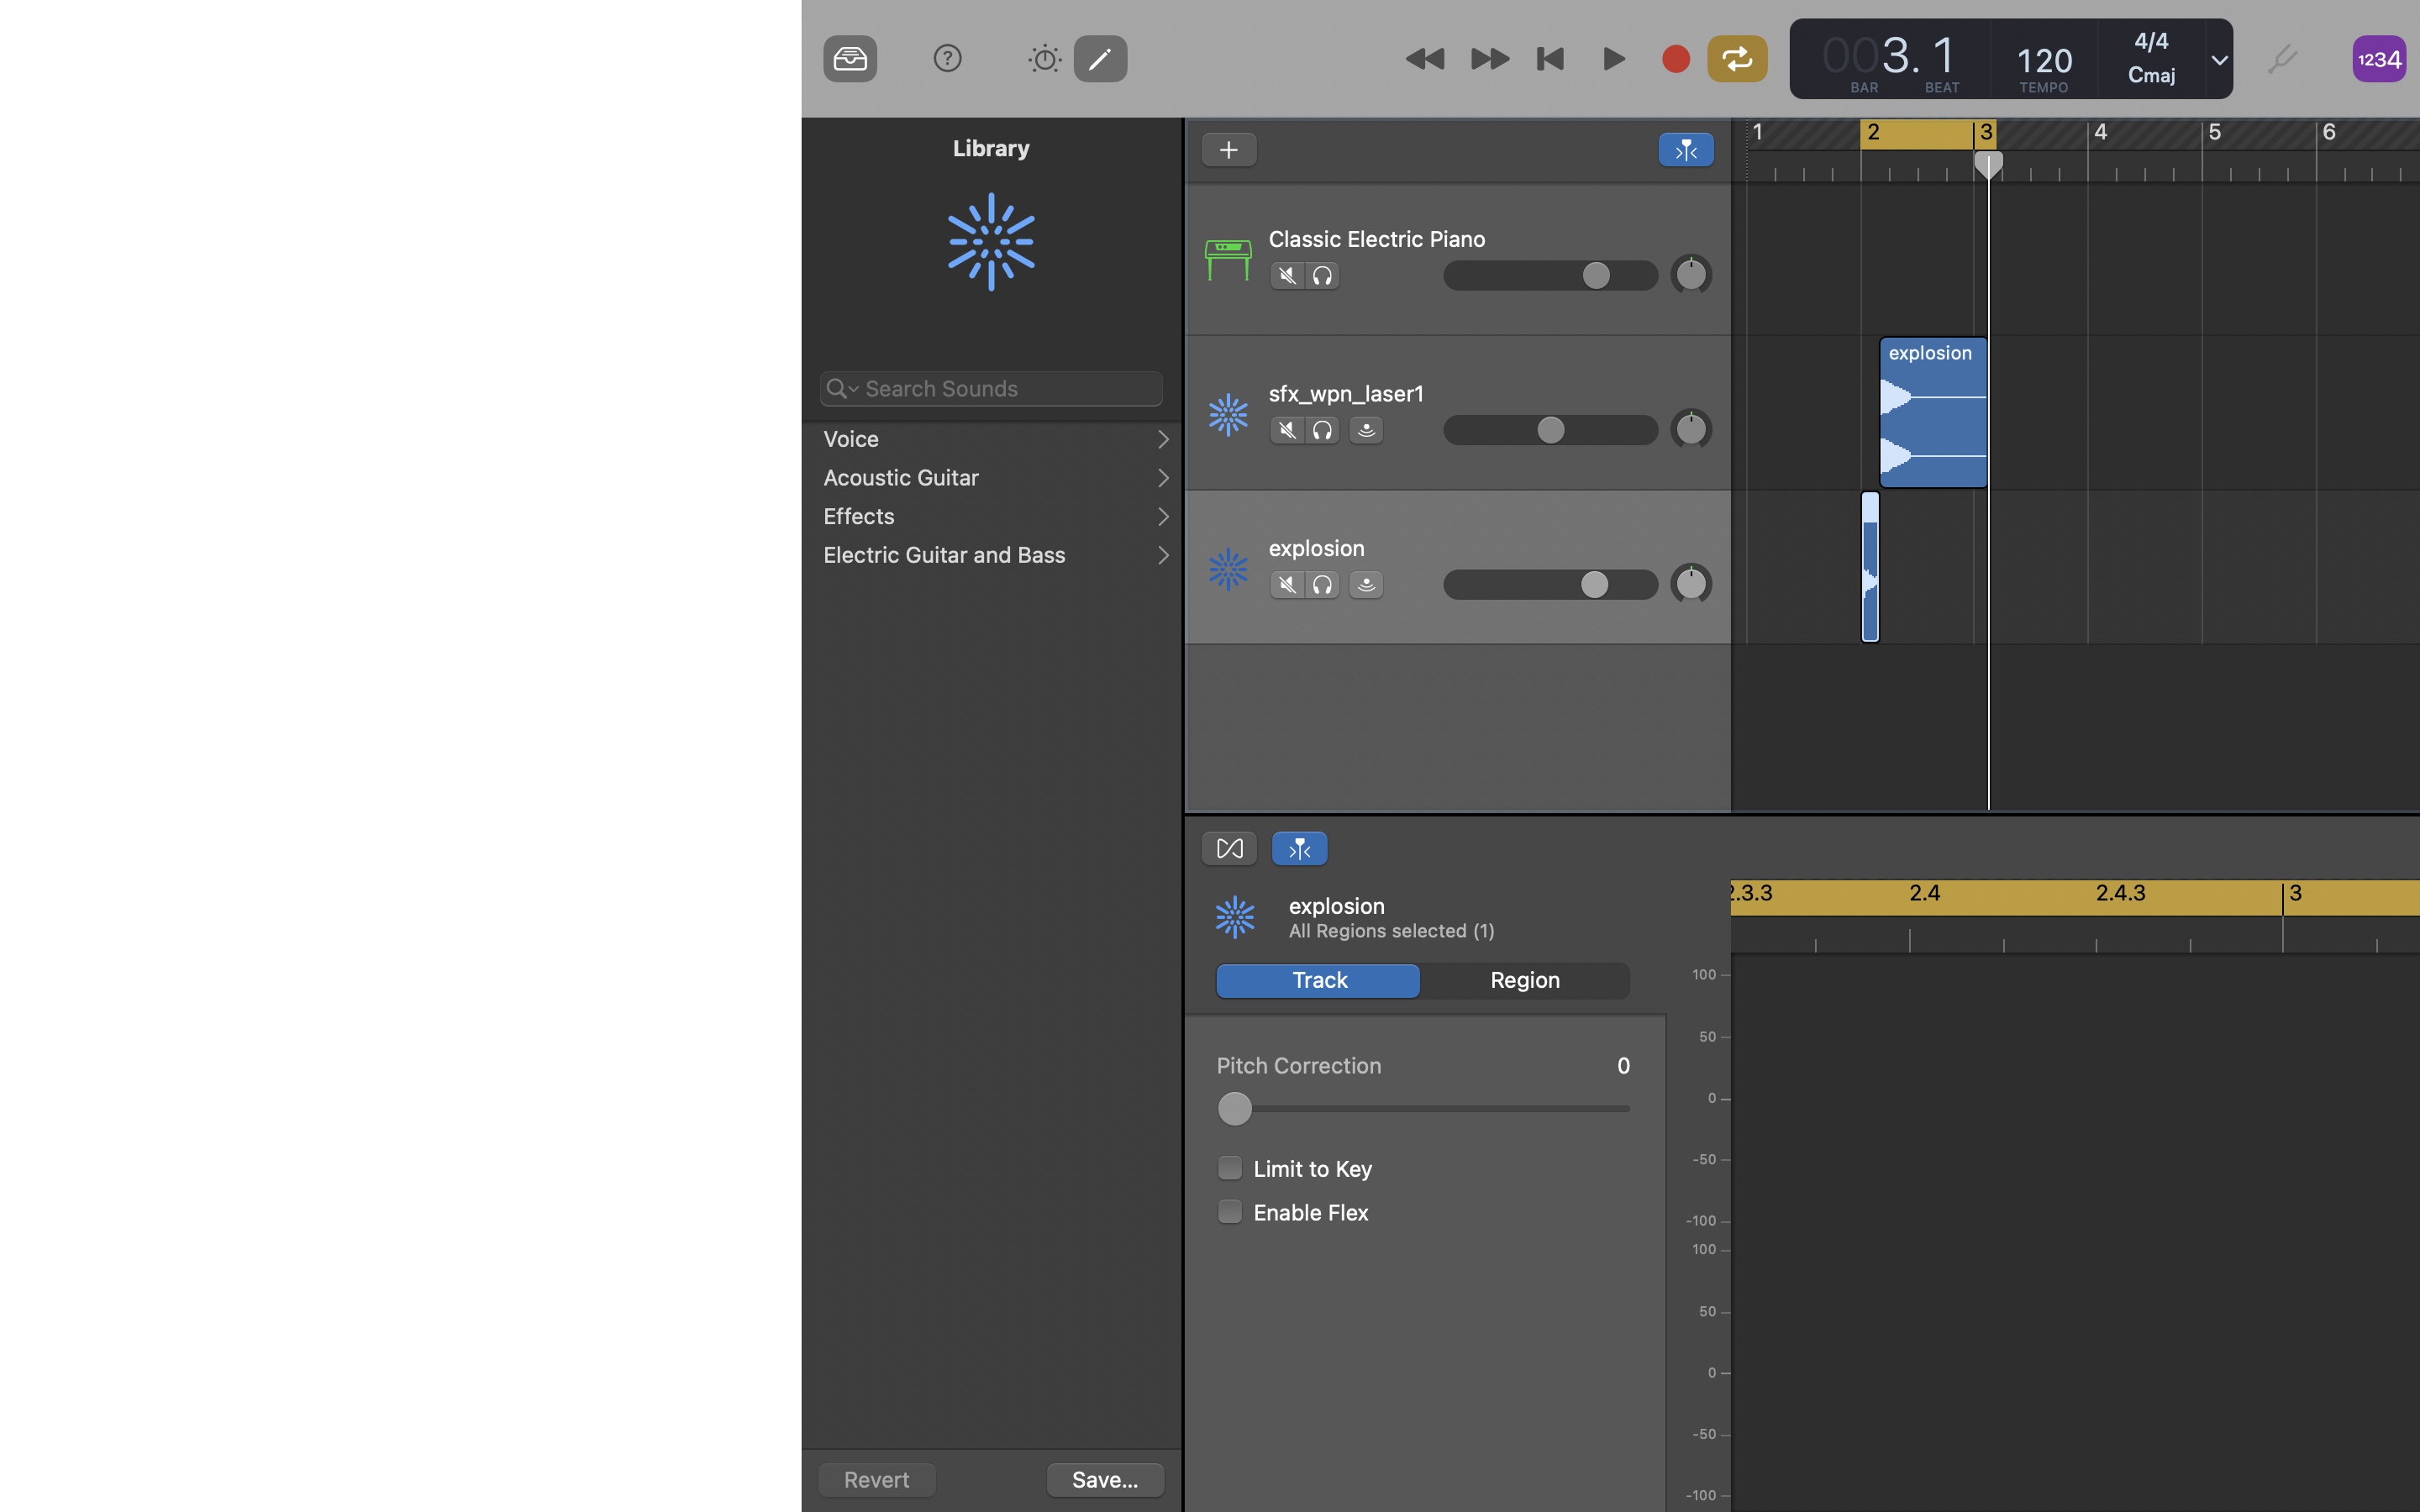 003. 1
BAR
BEAT
120
TEMPO
4/4
Cmaj
1234
Library
Search Sounds
Voice
Acoustic Guitar
Effects
Electric Guitar and Bass
Revert
Save...
1
2
3
4
5
6
Classic Electric Piano
sfx_wpn_laser1
explosion
explosion
explosion
All Regions selected (1)
Track
Region
Pitch Correction
0
Limit to Key
Enable Flex
2.3.3
2.4
2.4.3
3
100
50
0
-50
-100
100
50
0
-50
-100